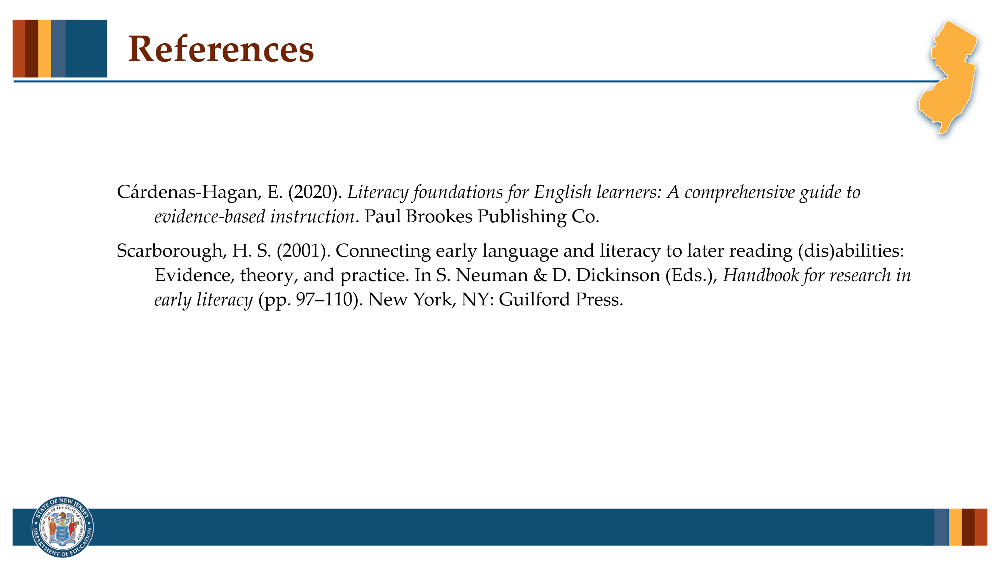 References
Cárdenas-Hagan, E. (2020). Literacy foundations for English learners: A comprehensive guide to
evidence-based instruction. Paul Brookes Publishing Co.
Scarborough, H. S. (2001). Connecting early language and literacy to later reading (dis)abilities:
Evidence, theory, and practice. In S. Neuman & D. Dickinson (Eds.), Handbook for research in
early literacy (pp. 97–110). New York, NY: Guilford Press.
STATE OF NEW JERSEY
THE GREAT SEAL OF THE STATE OF NEW JERSEY
DEPARTMENT OF EDUCATION